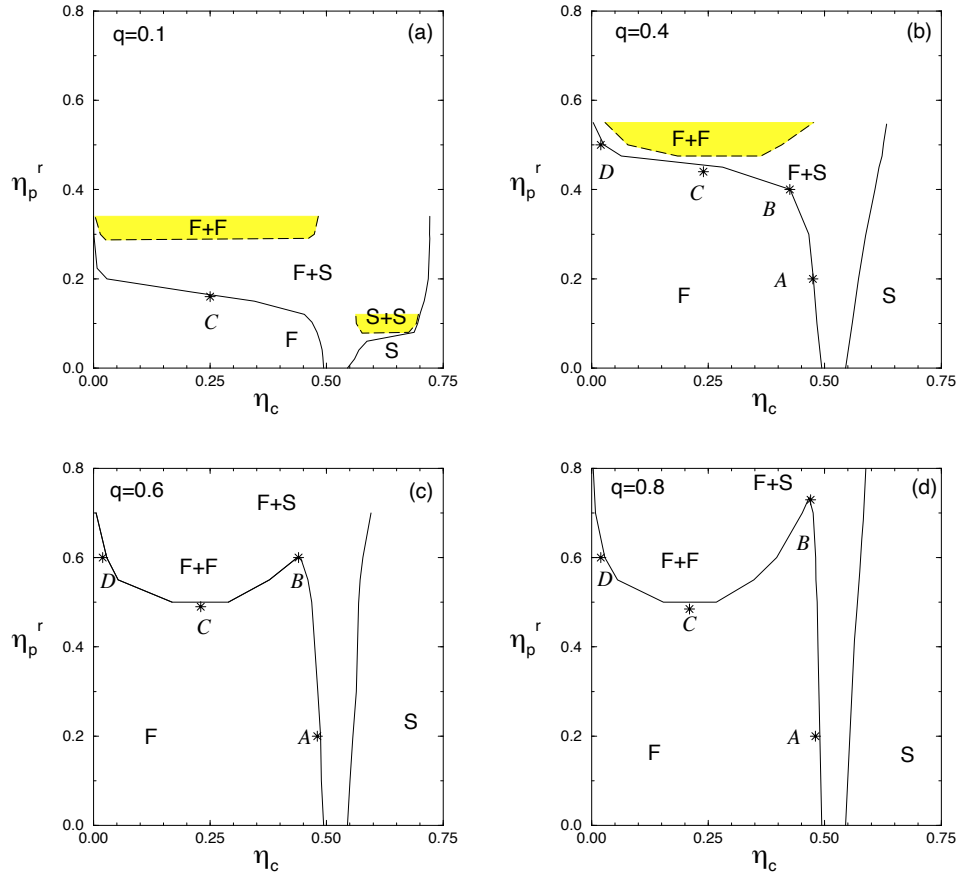 q=0.1
(a)
0.8
0.6
η_p^r
0.4
F+F
F+S
0.2
C
F
S+S
S
0.0
0.00
0.25
0.50
0.75
η_c
q=0.4
(b)
0.8
0.6
F+F
η_p^r
0.4
D
C
B
F+S
0.2
A
F
S
0.0
0.00
0.25
0.50
0.75
η_c
q=0.6
(c)
0.8
F+S
0.6
D
F+F
B
C
η_p^r
0.4
0.2
F
A
S
0.0
0.00
0.25
0.50
0.75
η_c
q=0.8
(d)
0.8
F+S
B
0.6
D
F+F
C
η_p^r
0.4
0.2
F
A
S
0.0
0.00
0.25
0.50
0.75
η_c